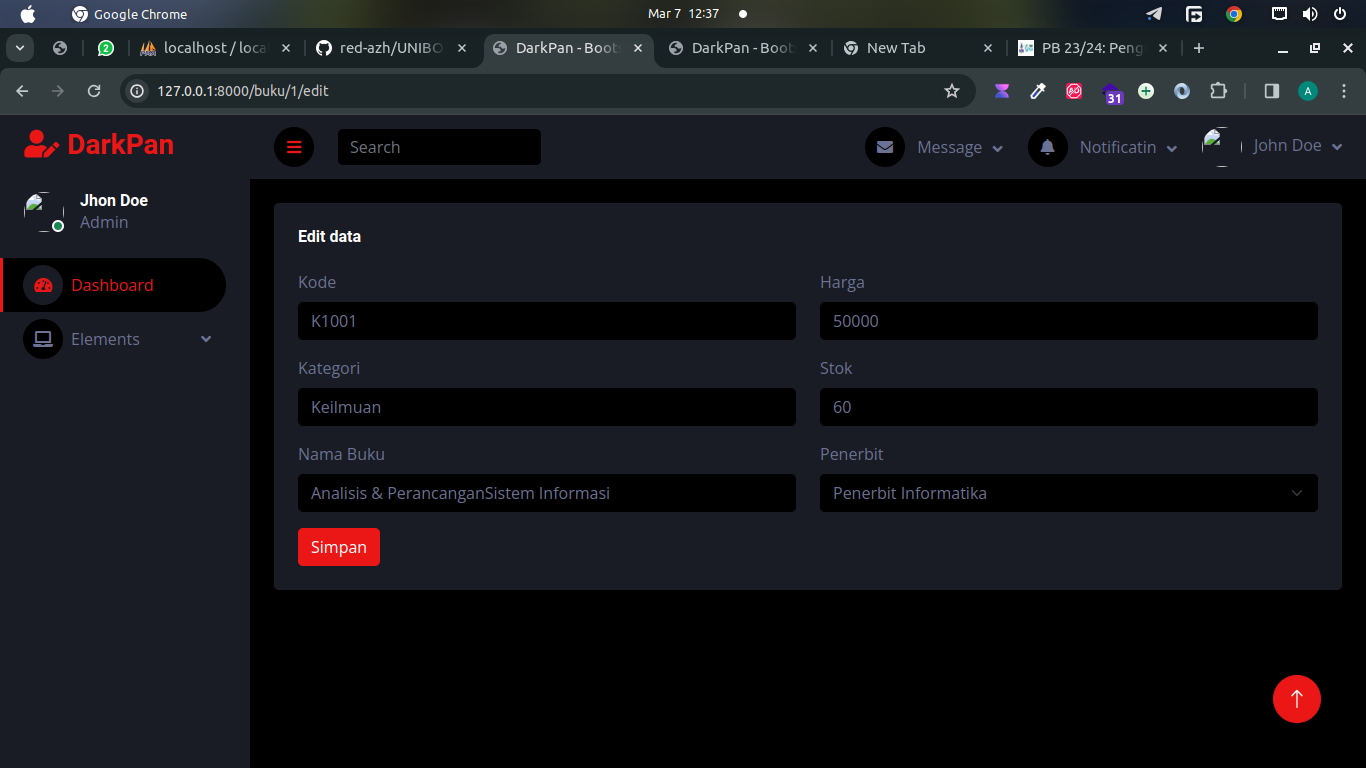 Google Chrome
Mar 7 12:37
2
localhost / loca
red-azh/UNIBO
DarkPan - Boots
DarkPan - Boot
New Tab
PB 23/24: Peng
127.0.0.1:8000/buku/1/edit
31
A
DarkPan
Search
Message
Notificatin
John Doe
Jhon Doe
Admin
Dashboard
Elements
Edit data
Kode
Harga
K1001
50000
Kategori
Stok
Keilmuan
60
Nama Buku
Penerbit
Analisis & PerancanganSistem Informasi
Penerbit Informatika
Simpan